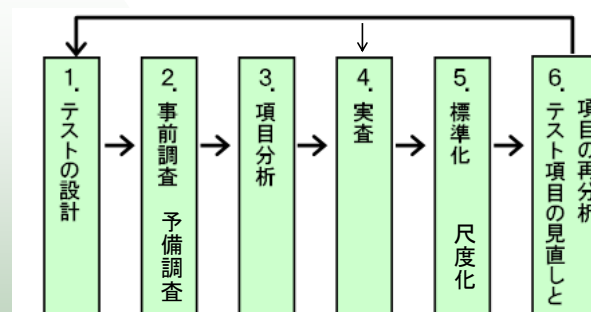 1.テストの設計
2.事前調査
予備調査
3.項目分析
4.実査
5.標準化
尺度化
6.テスト項目の見直しと
項目の再分析